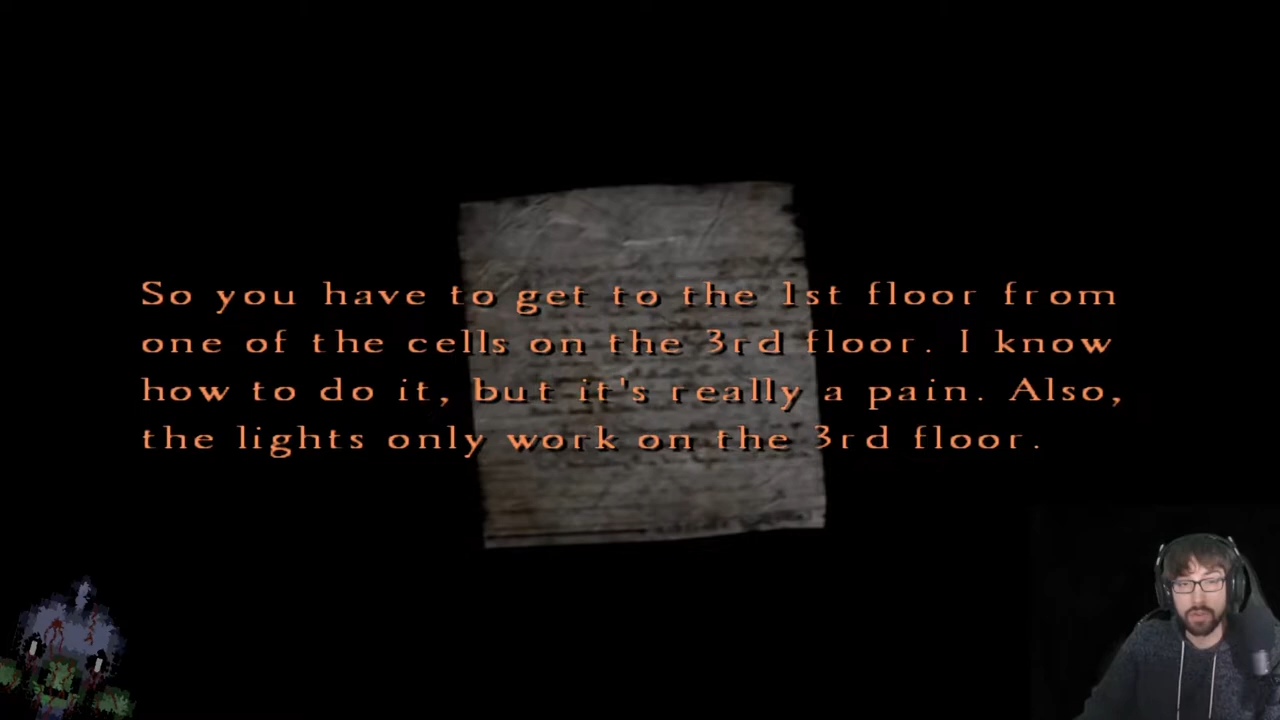 So you have to get to the 1st floor from
one of the cells on the 3rd floor. I know
how to do it, but it's really a pain. Also,
the lights only work on the 3rd floor.